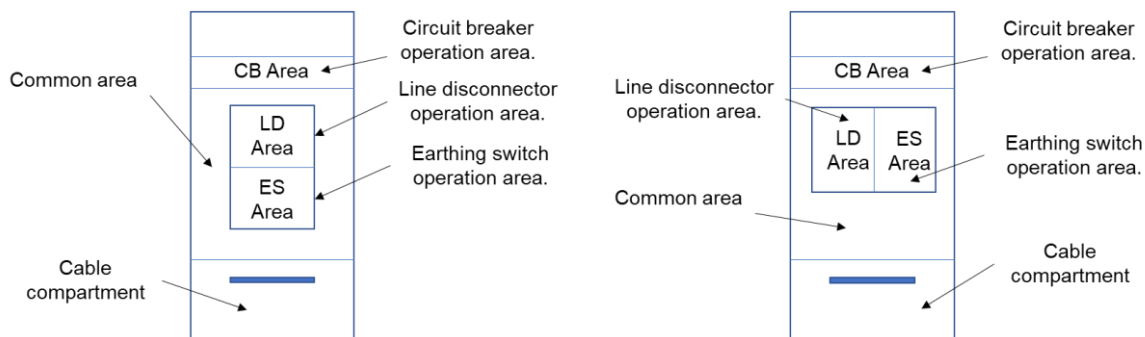 Circuit breaker
operation area.
CB Area
Common area
Line disconnector
operation area.
LD
Area
Earthing switch
operation area.
ES
Area
Cable
compartment
Circuit breaker
operation area.
CB Area
Line disconnector
operation area.
LD
Area
ES
Area
Earthing switch
operation area.
Common area
Cable
compartment